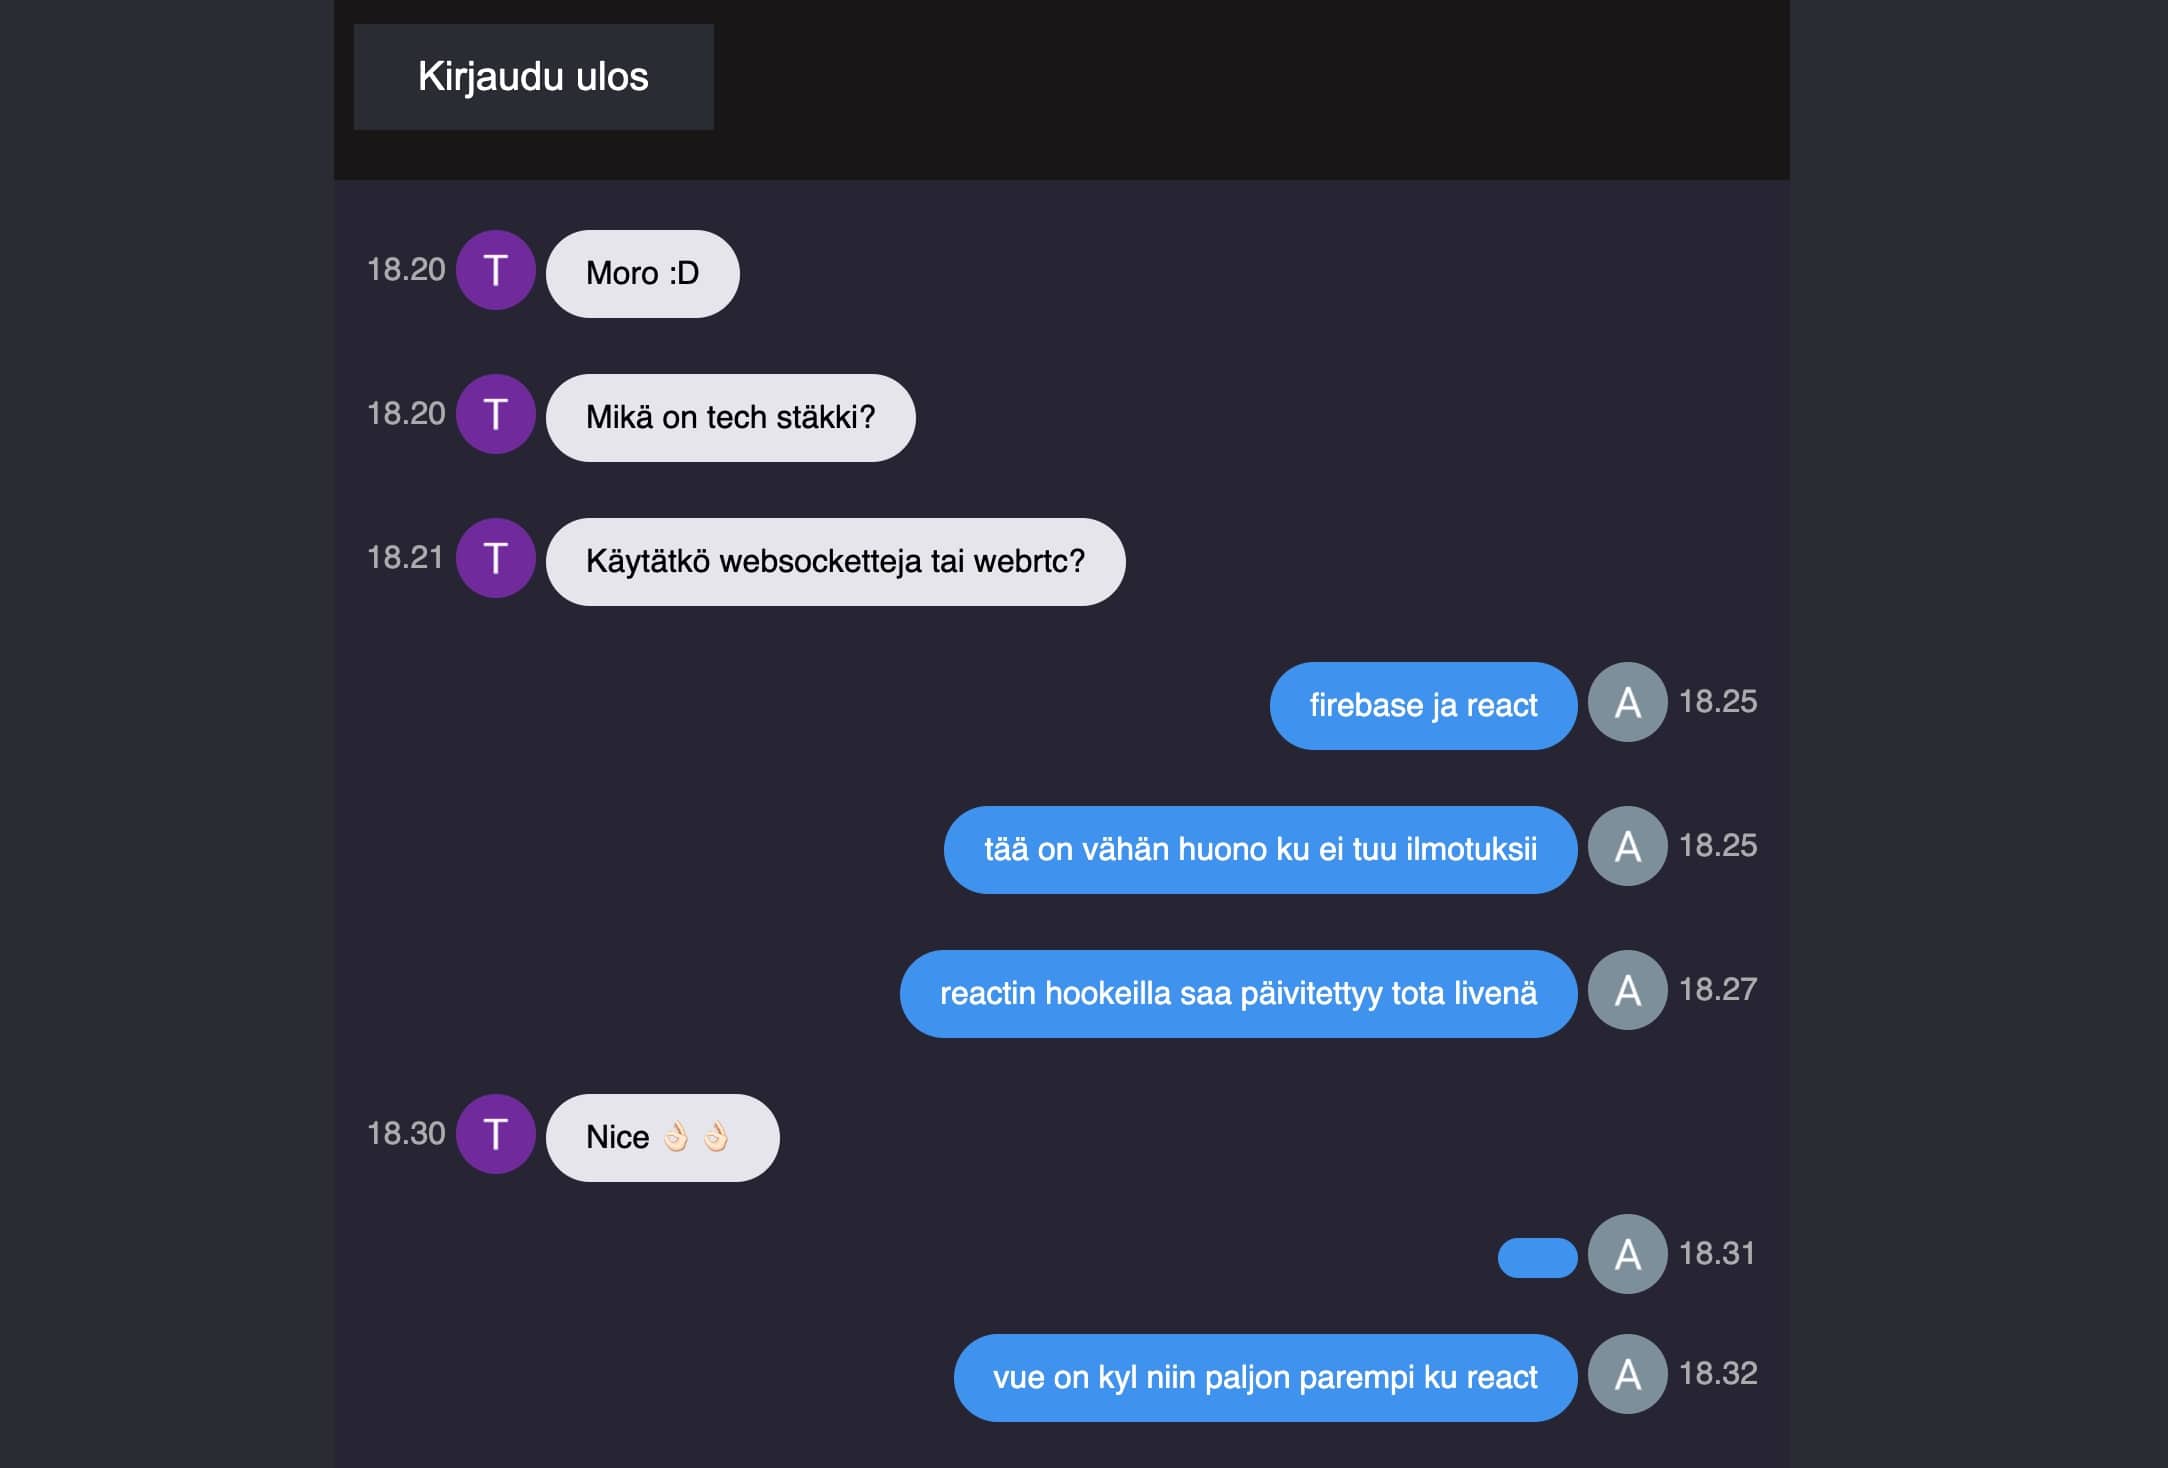 Kirjaudu ulos
18.20 T Moro :D
18.20 T Mikä on tech stäkki?
18.21 T Käytätkö websocketteja tai webrtc?
firebase ja react A 18.25
tää on vähän huono ku ei tuu ilmotuksii A 18.25
reactin hookeilla saa päivitettyy tota livenä A 18.27
18.30 T Nice 👌🏻 👌🏻
A 18.31
vue on kyl niin paljon parempi ku react A 18.32